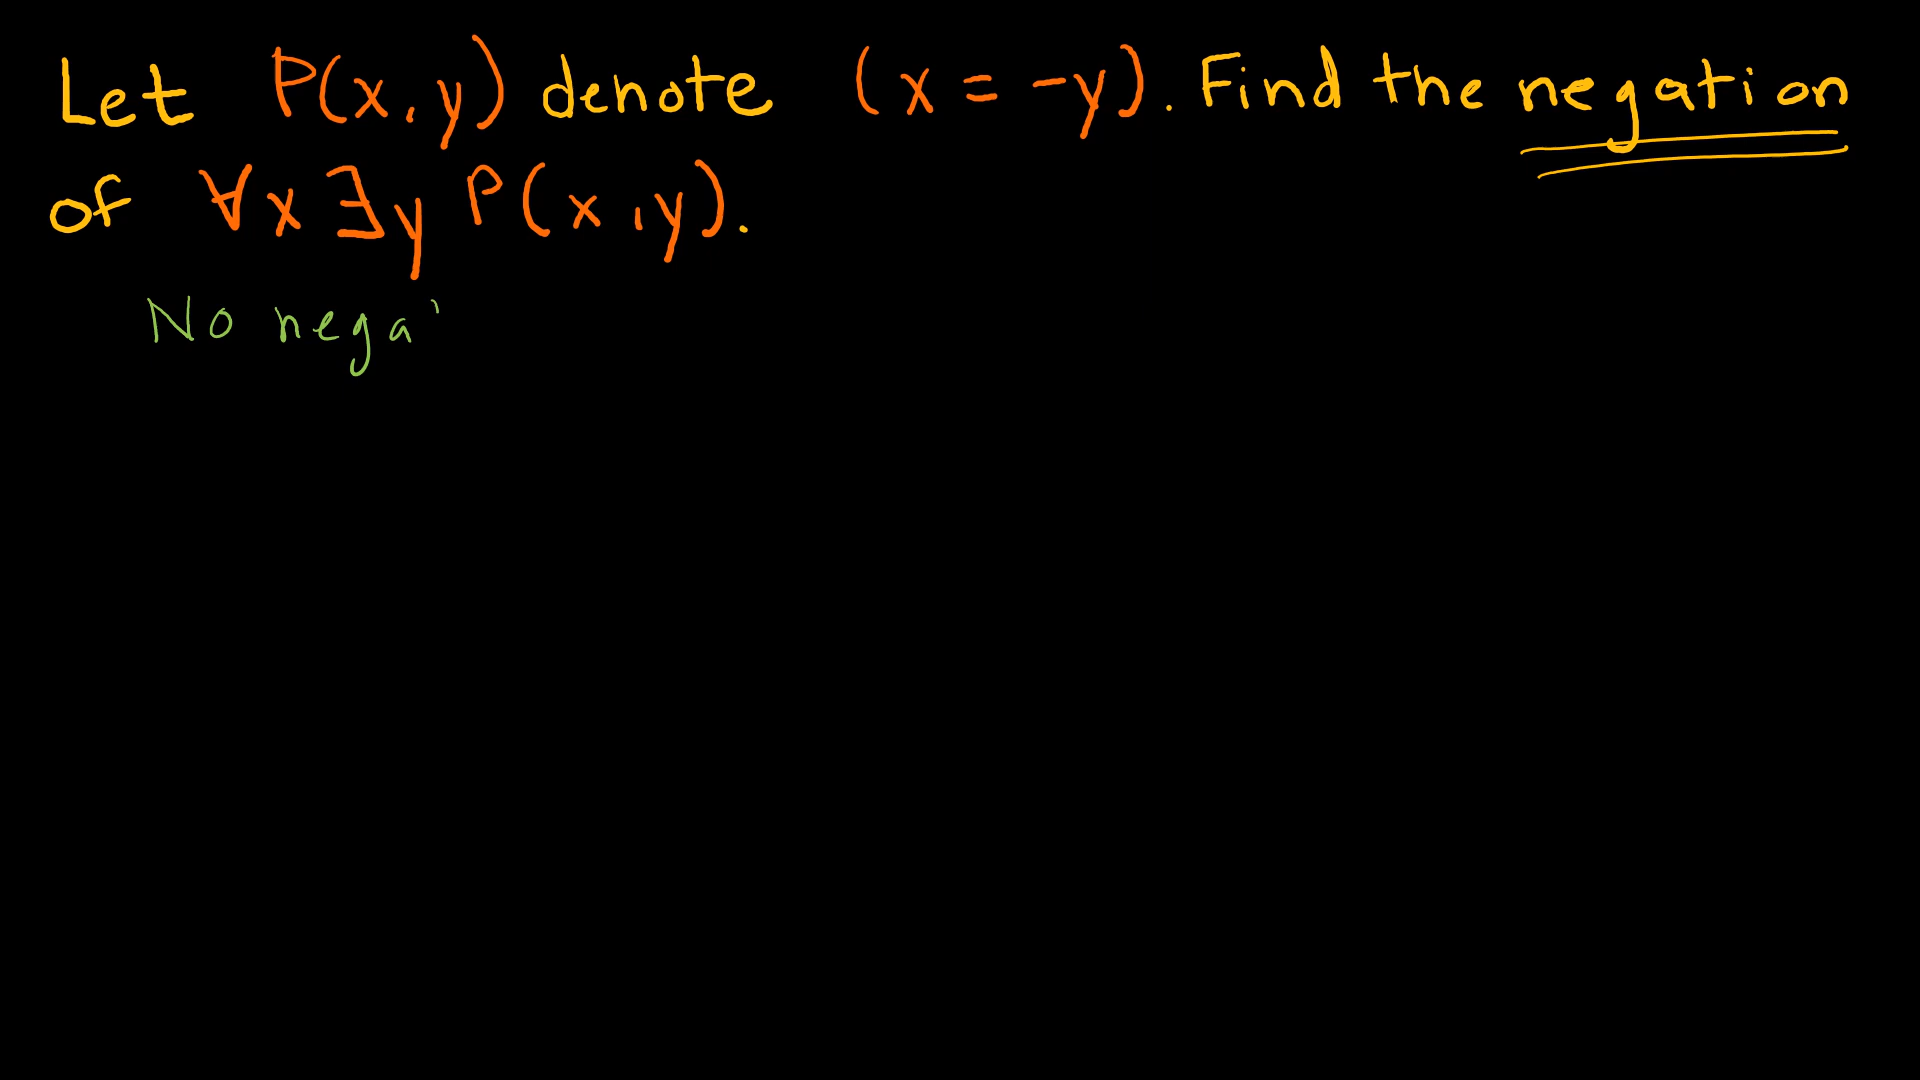 Let P(x,y) denote (x = -y). Find the negation
of ∀x ∃y P(x,y).
No nega